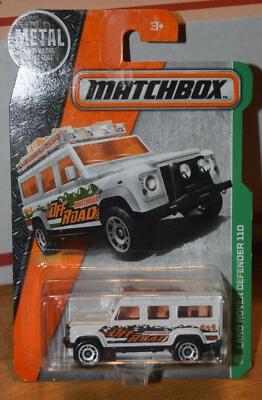 METAL
3+
MATCHBOX
OFF
ROAD
LAND ROVER DEFENDER 110
OFF
ROAD
4x4